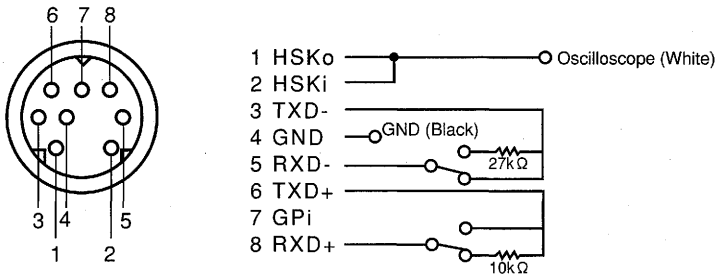 6 7 8
3 4 5
1 2
1 HSKo
Oscilloscope (White)
2 HSKi
3 TXD-
4 GND
GND (Black)
5 RXD-
27kΩ
6 TXD+
7 GPi
8 RXD+
10kΩ